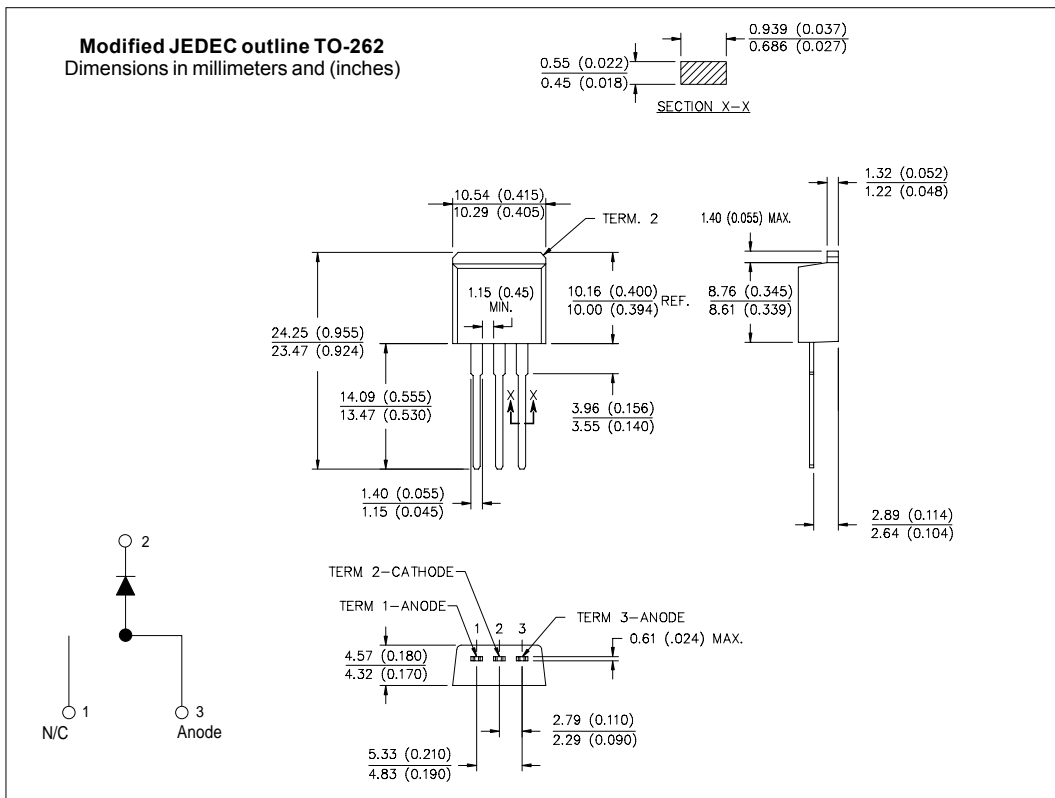 Modified JEDEC outline TO-262
Dimensions in millimeters and (inches)
0.939 (0.037)
0.686 (0.027)
0.55 (0.022)
0.45 (0.018)
SECTION X-X
1.32 (0.052)
1.22 (0.048)
10.54 (0.415)
10.29 (0.405)
TERM. 2
1.40 (0.055) MAX.
1.15 (0.45)
MIN.
10.16 (0.400)
10.00 (0.394)
REF.
8.76 (0.345)
8.61 (0.339)
24.25 (0.955)
23.47 (0.924)
14.09 (0.555)
13.47 (0.530)
X X
3.96 (0.156)
3.55 (0.140)
1.40 (0.055)
1.15 (0.045)
2.89 (0.114)
2.64 (0.104)
2
TERM 2-CATHODE
TERM 1-ANODE
TERM 3-ANODE
1 2 3
0.61 (.024) MAX.
4.57 (0.180)
4.32 (0.170)
1
N/C
3
Anode
2.79 (0.110)
2.29 (0.090)
5.33 (0.210)
4.83 (0.190)